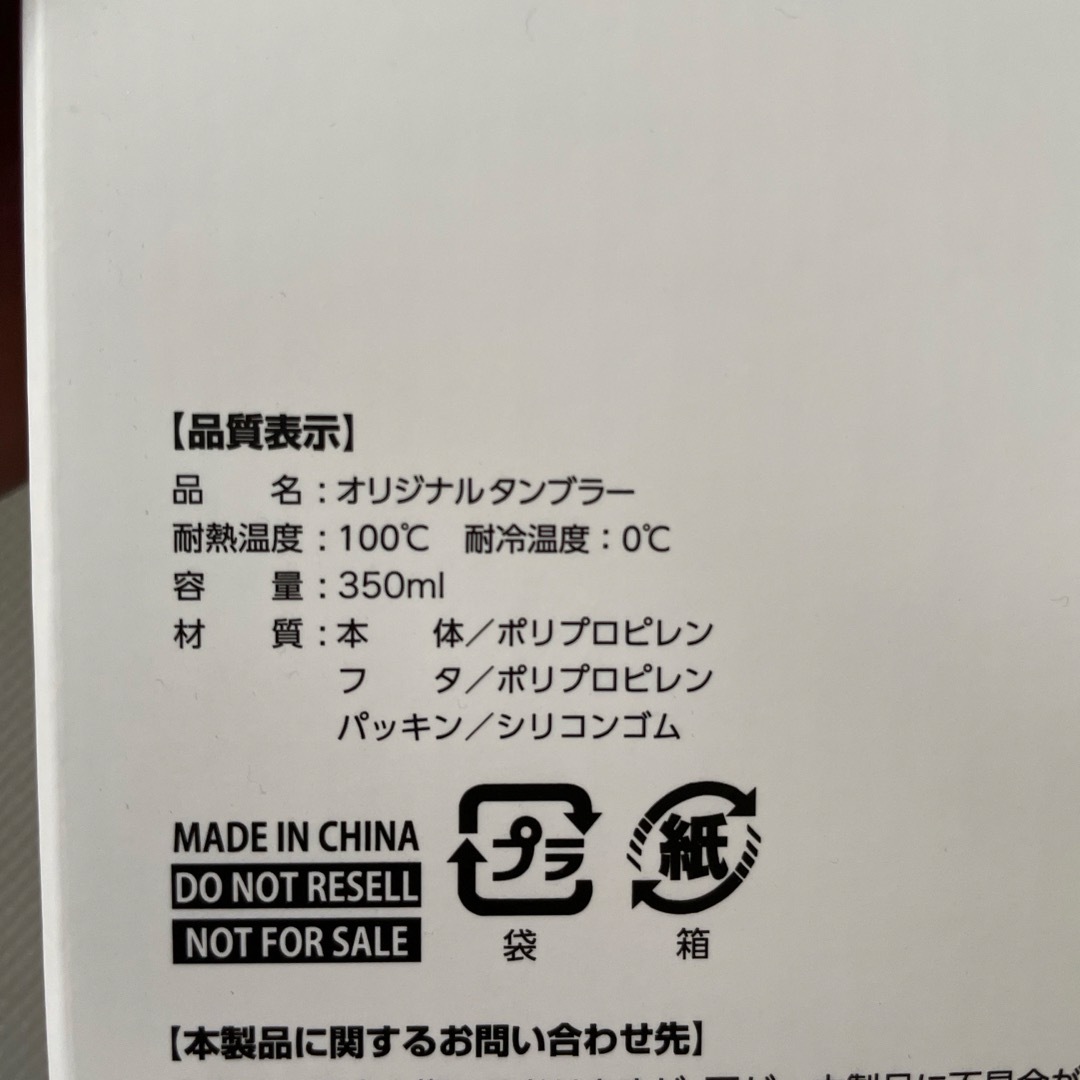 【品質表示】
品　　名：オリジナルタンブラー
耐熱温度：100℃　耐冷温度：0℃
容　　量：350ml
材　　質：本　　体／ポリプロピレン
フ　　タ／ポリプロピレン
パッキン／シリコンゴム
MADE IN CHINA
DO NOT RESELL
NOT FOR SALE
プラ
袋
紙
箱
【本製品に関するお問い合わせ先】